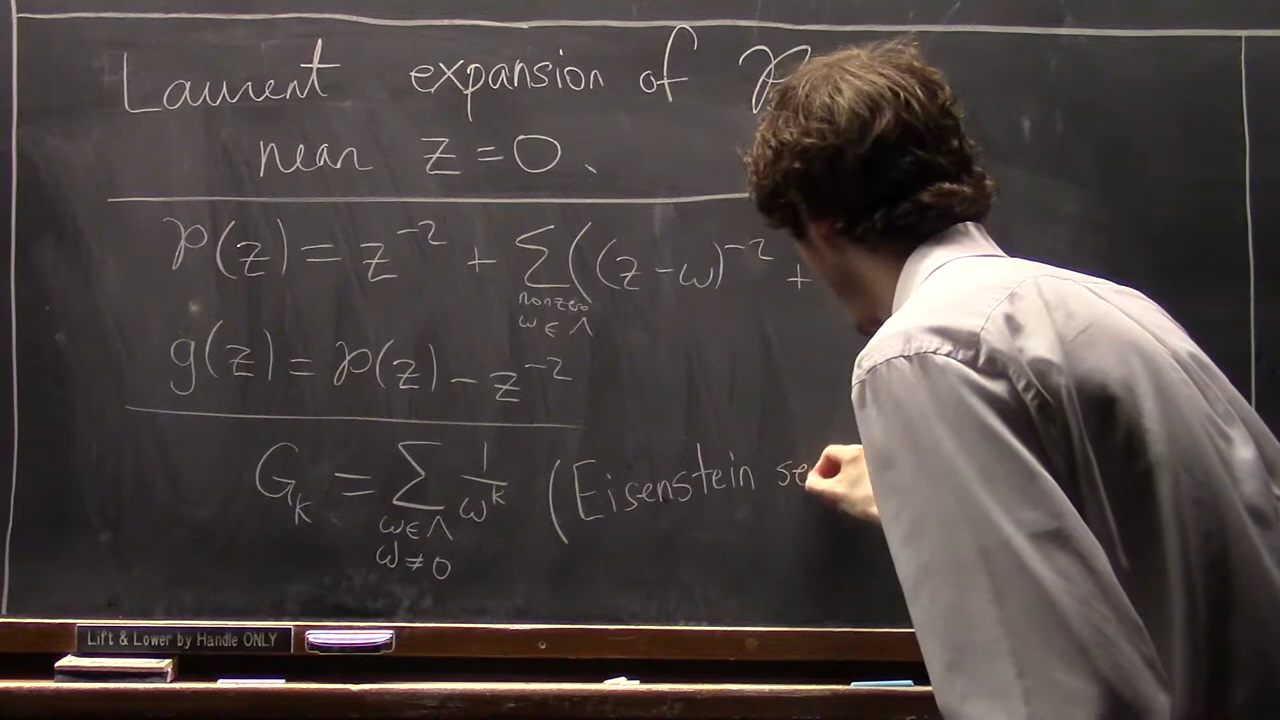 Laurent expansion of ℘
near z = 0.
℘(z) = z^{-2} + ∑_{nonzero ω ∈ Λ} ((z-ω)^{-2} +
g(z) = ℘(z) - z^{-2}
G_k = ∑_{ω∈Λ ω≠0} 1/ω^k (Eisenstein se
Lift & Lower by Handle ONLY